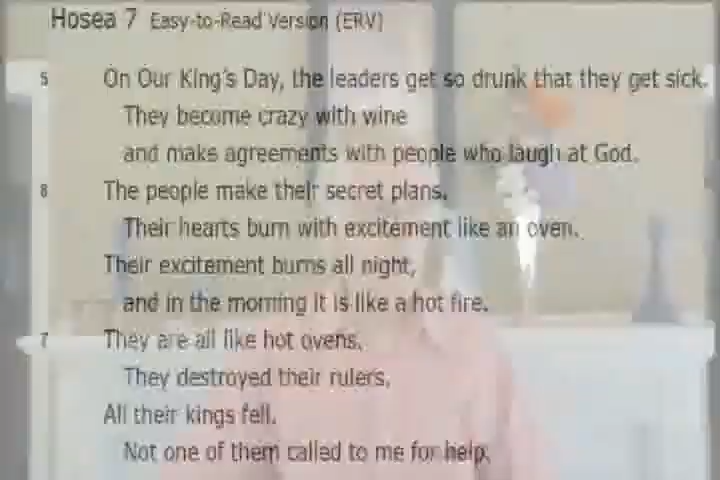 Hosea 7 Easy-to-Read Version (ERV)
5 On Our King's Day, the leaders get so drunk that they get sick.
They become crazy with wine
and make agreements with people who laugh at God.
8 The people make their secret plans.
Their hearts burn with excitement like an oven.
Their excitement burns all night,
and in the morning it is like a hot fire.
7 They are all like hot ovens.
They destroyed their rulers.
All their kings fell.
Not one of them called to me for help.